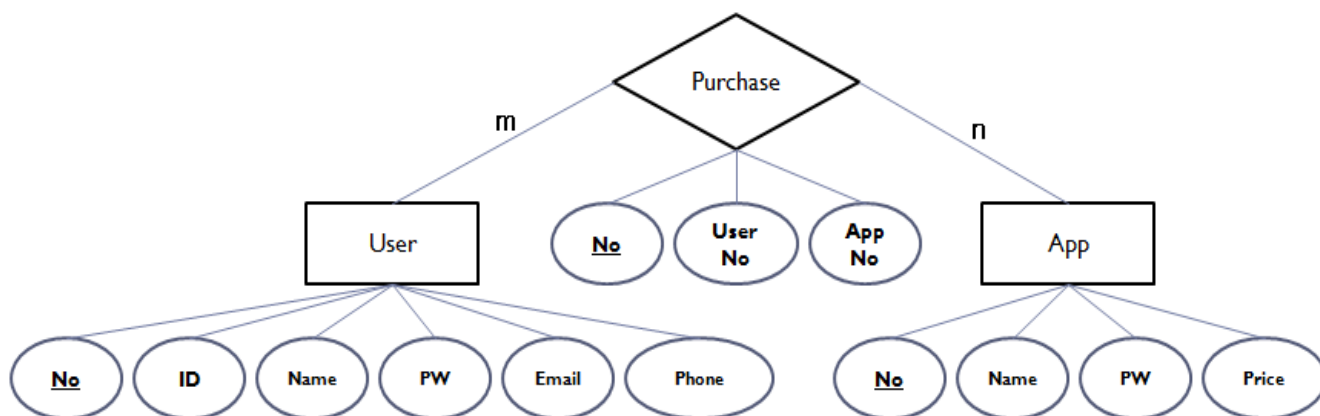 Purchase
m
n
User
No
User
No
App
No
App
No
ID
Name
PW
Email
Phone
No
Name
PW
Price